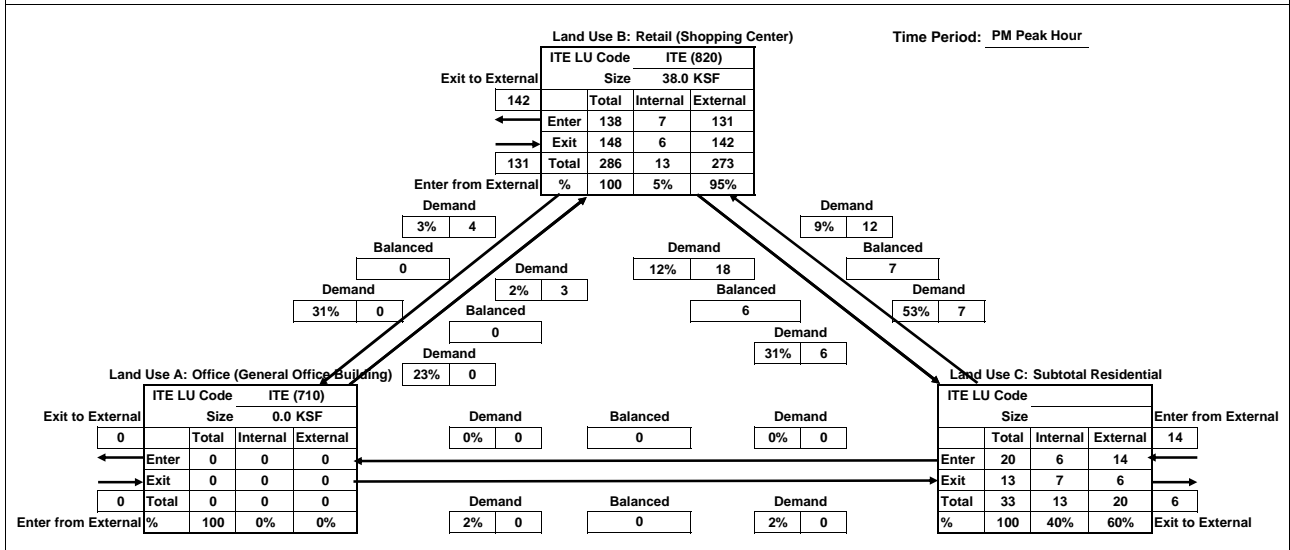 Land Use B: Retail (Shopping Center)
Time Period: PM Peak Hour
ITE LU Code ITE (820)
Exit to External Size 38.0 KSF
142 Total Internal External
Enter 138 7 131
Exit 148 6 142
131 Total 286 13 273
Enter from External % 100 5% 95%
Demand Demand
3% 4 9% 12
Balanced Demand Balanced
0 Demand 12% 18 7
Demand 2% 3 Balanced Demand
31% 0 Balanced 6 53% 7
0 Demand
Demand 31% 6
Land Use A: Office (General Office Building) 23% 0 Land Use C: Subtotal Residential
ITE LU Code ITE (710) ITE LU Code
Exit to External Size 0.0 KSF Demand Balanced Demand Size Enter from External
0 Total Internal External 0% 0 0 0% 0 Total Internal External 14
Enter 0 0 0 Enter 20 6 14
Exit 0 0 0 Exit 13 7 6
0 Total 0 0 0 Demand Balanced Demand Total 33 13 20 6
Enter from External % 100 0% 0% 2% 0 0 2% 0 % 100 40% 60% Exit to External